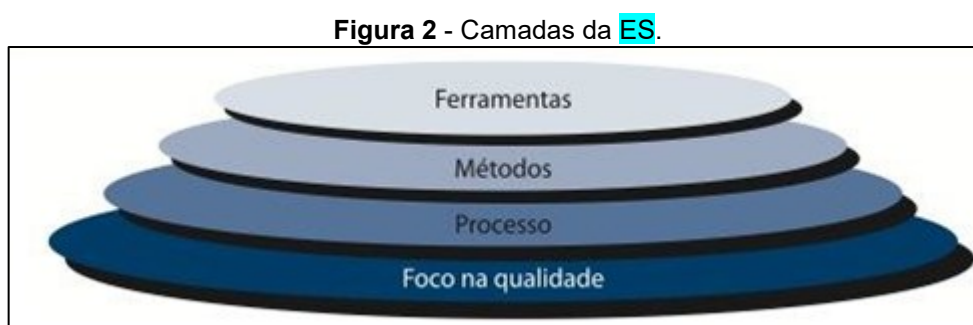 Figura 2 - Camadas da ES.
Ferramentas
Métodos
Processo
Foco na qualidade